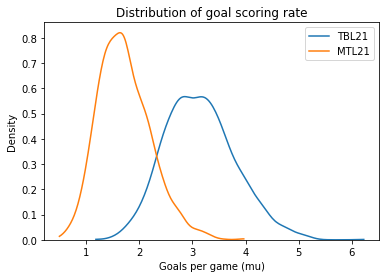 Distribution of goal scoring rate
TBL21
MTL21
Density
0.8
0.7
0.6
0.5
0.4
0.3
0.2
0.1
0.0
1 2 3 4 5 6
Goals per game (mu)